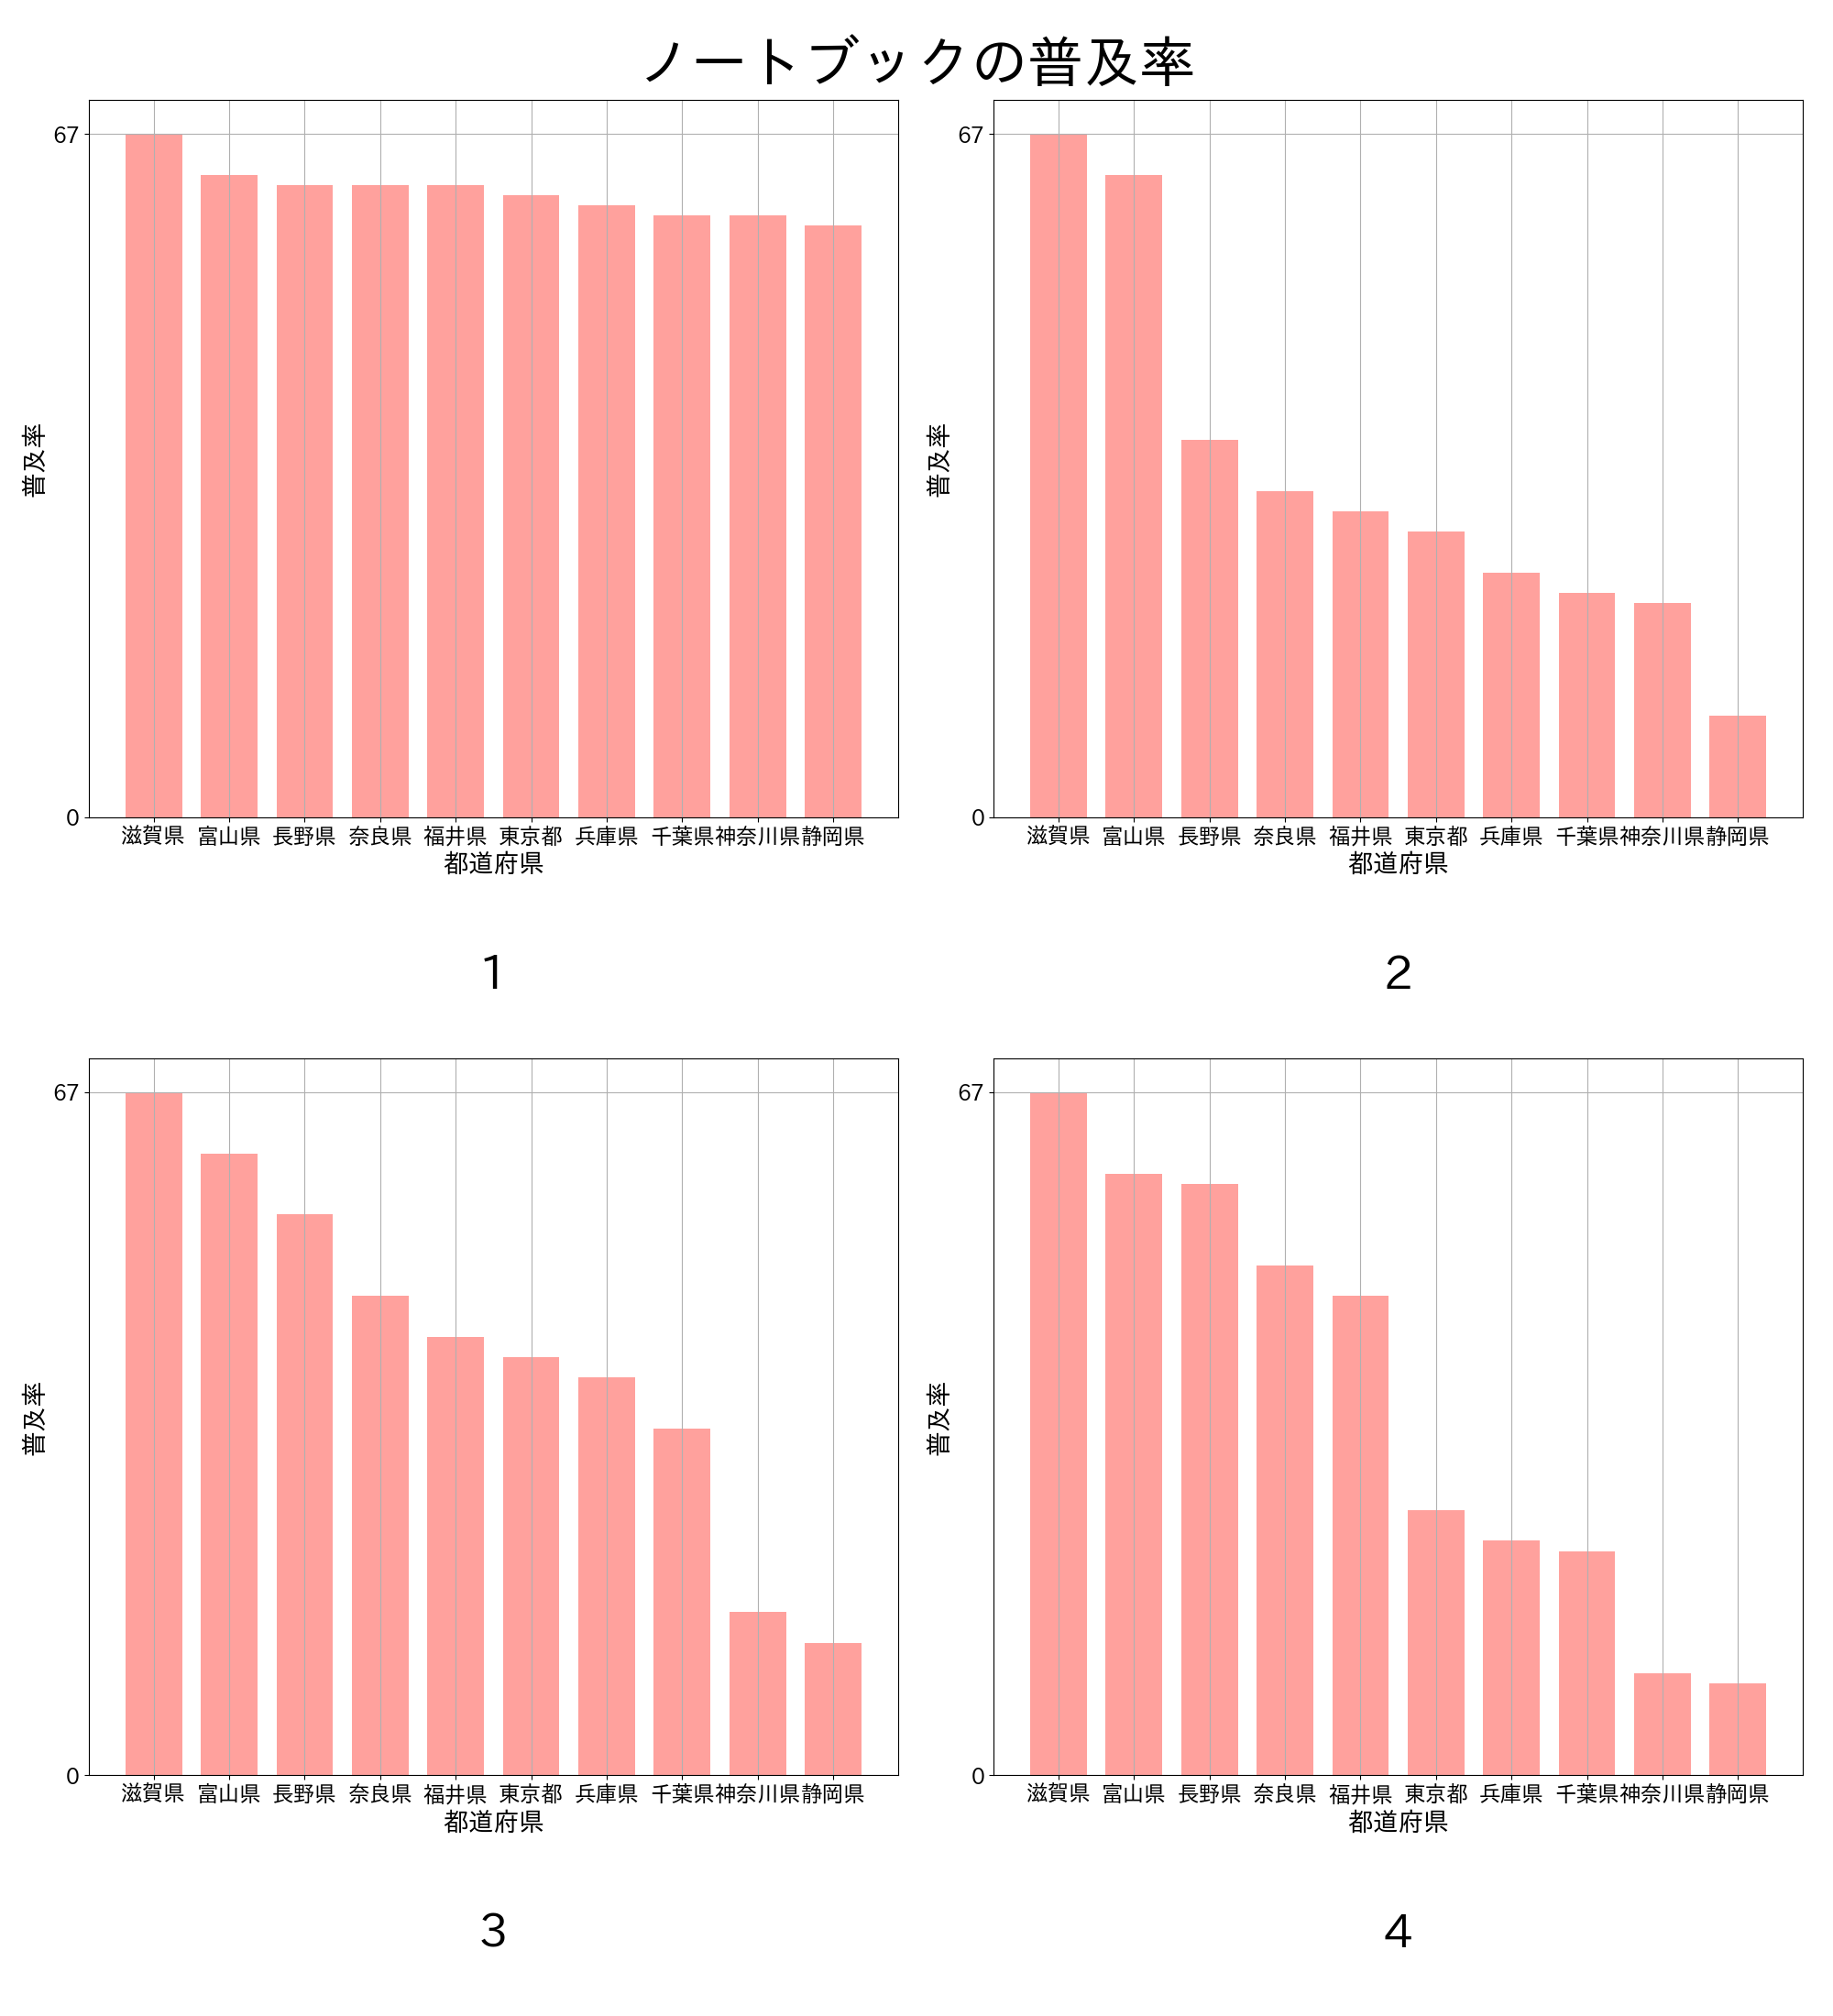 ノートブックの普及率
67
0
普及率
滋賀県 富山県 長野県 奈良県 福井県 東京都 兵庫県 千葉県 神奈川県 静岡県
都道府県
1
67
0
普及率
滋賀県 富山県 長野県 奈良県 福井県 東京都 兵庫県 千葉県 神奈川県 静岡県
都道府県
2
67
0
普及率
滋賀県 富山県 長野県 奈良県 福井県 東京都 兵庫県 千葉県 神奈川県 静岡県
都道府県
3
67
0
普及率
滋賀県 富山県 長野県 奈良県 福井県 東京都 兵庫県 千葉県 神奈川県 静岡県
都道府県
4